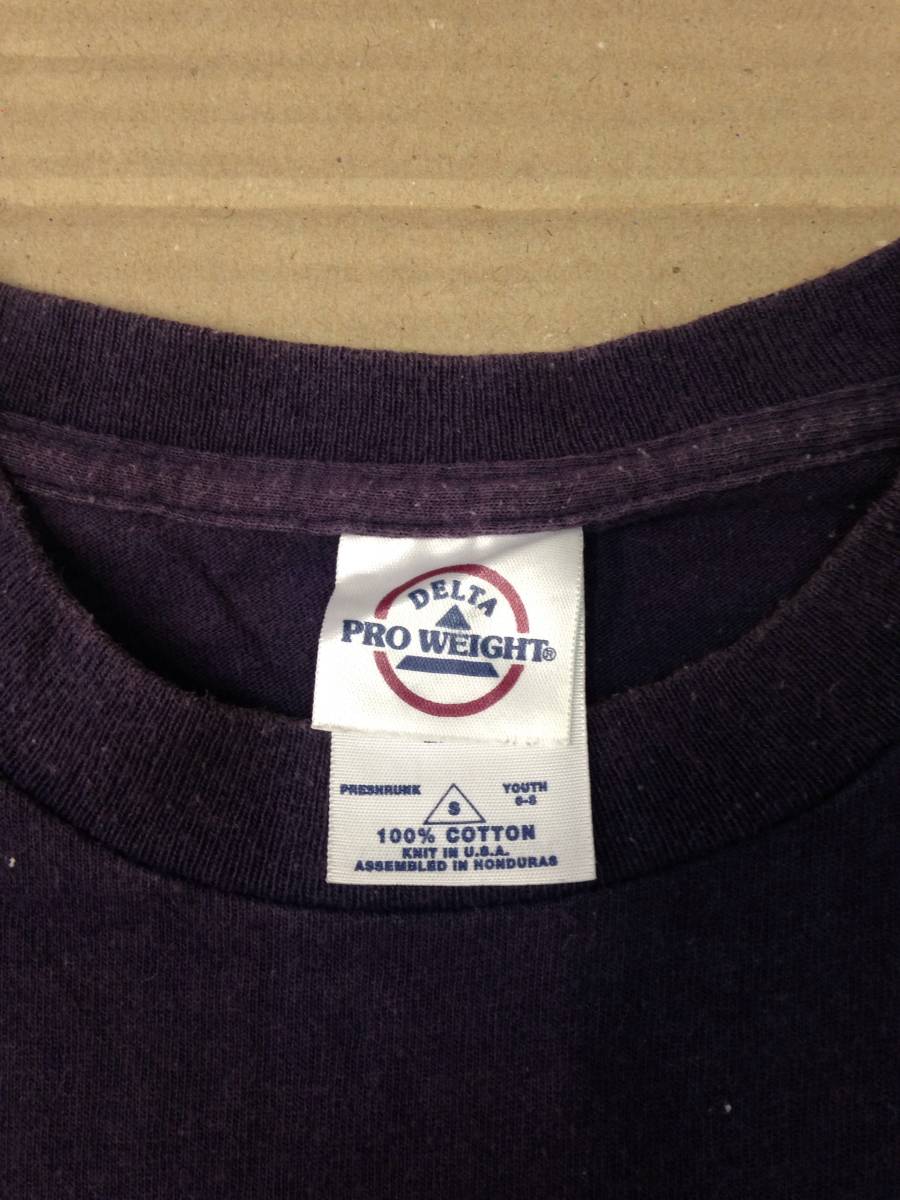 DELTA
PRO WEIGHT®
PRESHRUNK
YOUTH
6-8
S
100% COTTON
KNIT IN U.S.A.
ASSEMBLED IN HONDURAS